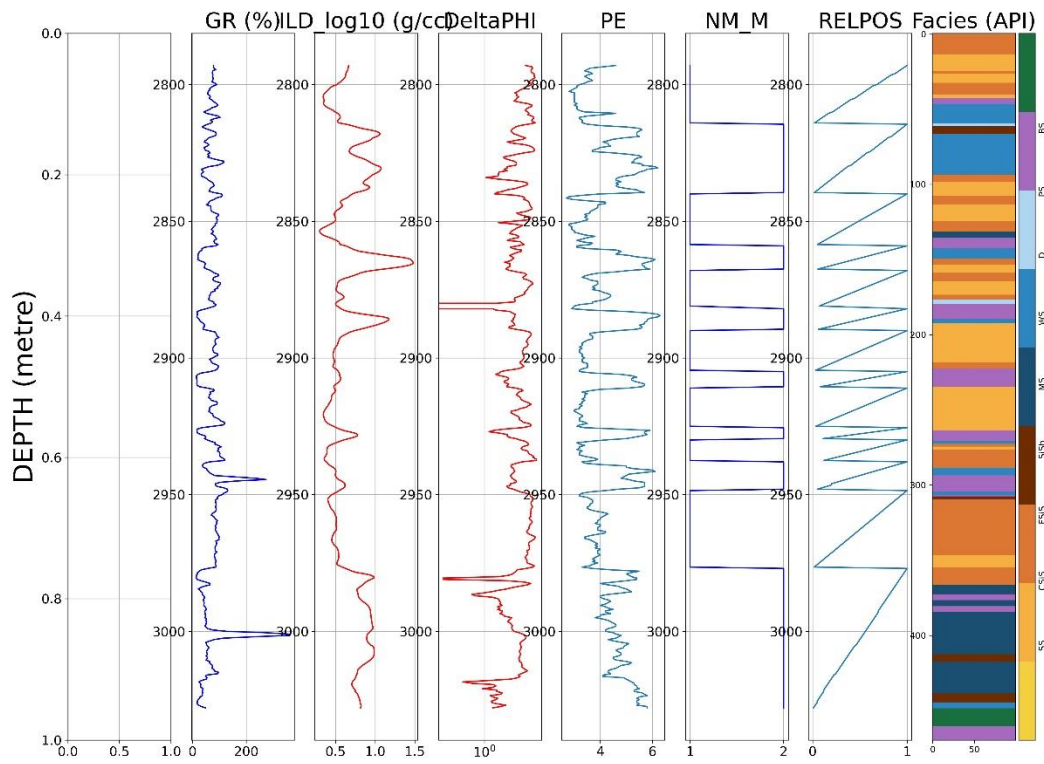 GR (%)
ILD_log10 (g/cc)
DeltaPHI
PE
NM_M
RELPOS
Facies (API)
DEPTH (metre)
0.0
0.2
0.4
0.6
0.8
1.0
0.0 0.5 1.0
2800
2850
2900
2950
3000
0 200
2800
2850
2900
2950
3000
0.5 1.0 1.5
2800
2850
2900
2950
3000
10⁰
2800
2850
2900
2950
3000
4 6
2800
2850
2900
2950
3000
1 2
2800
2850
2900
2950
3000
0 1
0
100
200
300
400
0 50
BS
PS
D
WS
MS
SiSh
FSiS
CSiS
SS